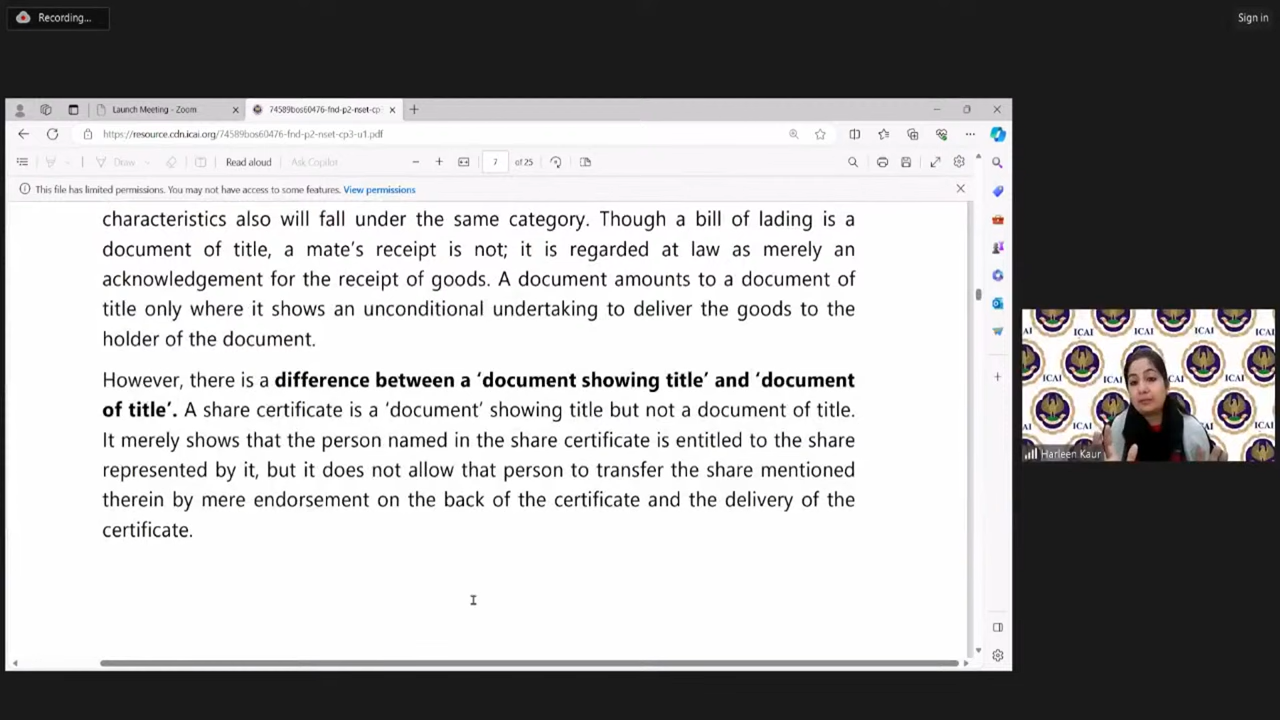 Recording...
Sign in
Launch Meeting - Zoom
74589bos60476-fnd-p2-nset-cp
https://resource.cdn.icai.org/74589bos60476-fnd-p2-nset-cp3-u1.pdf
Draw
Read aloud
Ask Copilot
7
of 25
This file has limited permissions. You may not have access to some features. View permissions
characteristics also will fall under the same category. Though a bill of lading is a
document of title, a mate’s receipt is not; it is regarded at law as merely an
acknowledgement for the receipt of goods. A document amounts to a document of
title only where it shows an unconditional undertaking to deliver the goods to the
holder of the document.
However, there is a difference between a ‘document showing title’ and ‘document
of title’. A share certificate is a ‘document’ showing title but not a document of title.
It merely shows that the person named in the share certificate is entitled to the share
represented by it, but it does not allow that person to transfer the share mentioned
therein by mere endorsement on the back of the certificate and the delivery of the
certificate.
ICAI
ICAI
ICAI
ICAI
ICAI
ICAI
Harleen Kaur